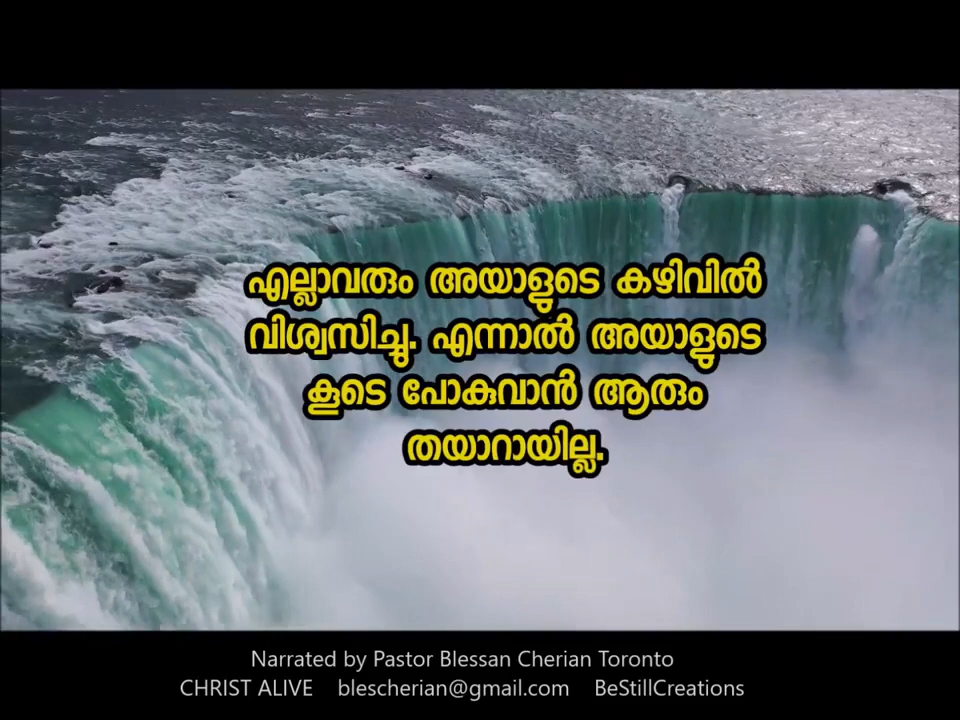 എല്ലാവരും അയാളുടെ കഴിവിൽ
വിശ്വസിച്ചു. എന്നാൽ അയാളുടെ
കൂടെ പോകുവാൻ ആരും
തയാറായില്ല.
Narrated by Pastor Blessan Cherian Toronto
CHRIST ALIVE blescherian@gmail.com BeStillCreations